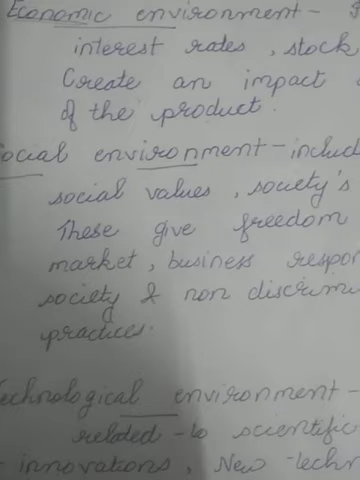 Economic environment -
interest rates, stock
Create an impact
of the product.
Social environment - includ
social values, society's
These give freedom
market, business respon
society & non discrimi
practices.
Technological environment -
related to scientific
innovations, New techn